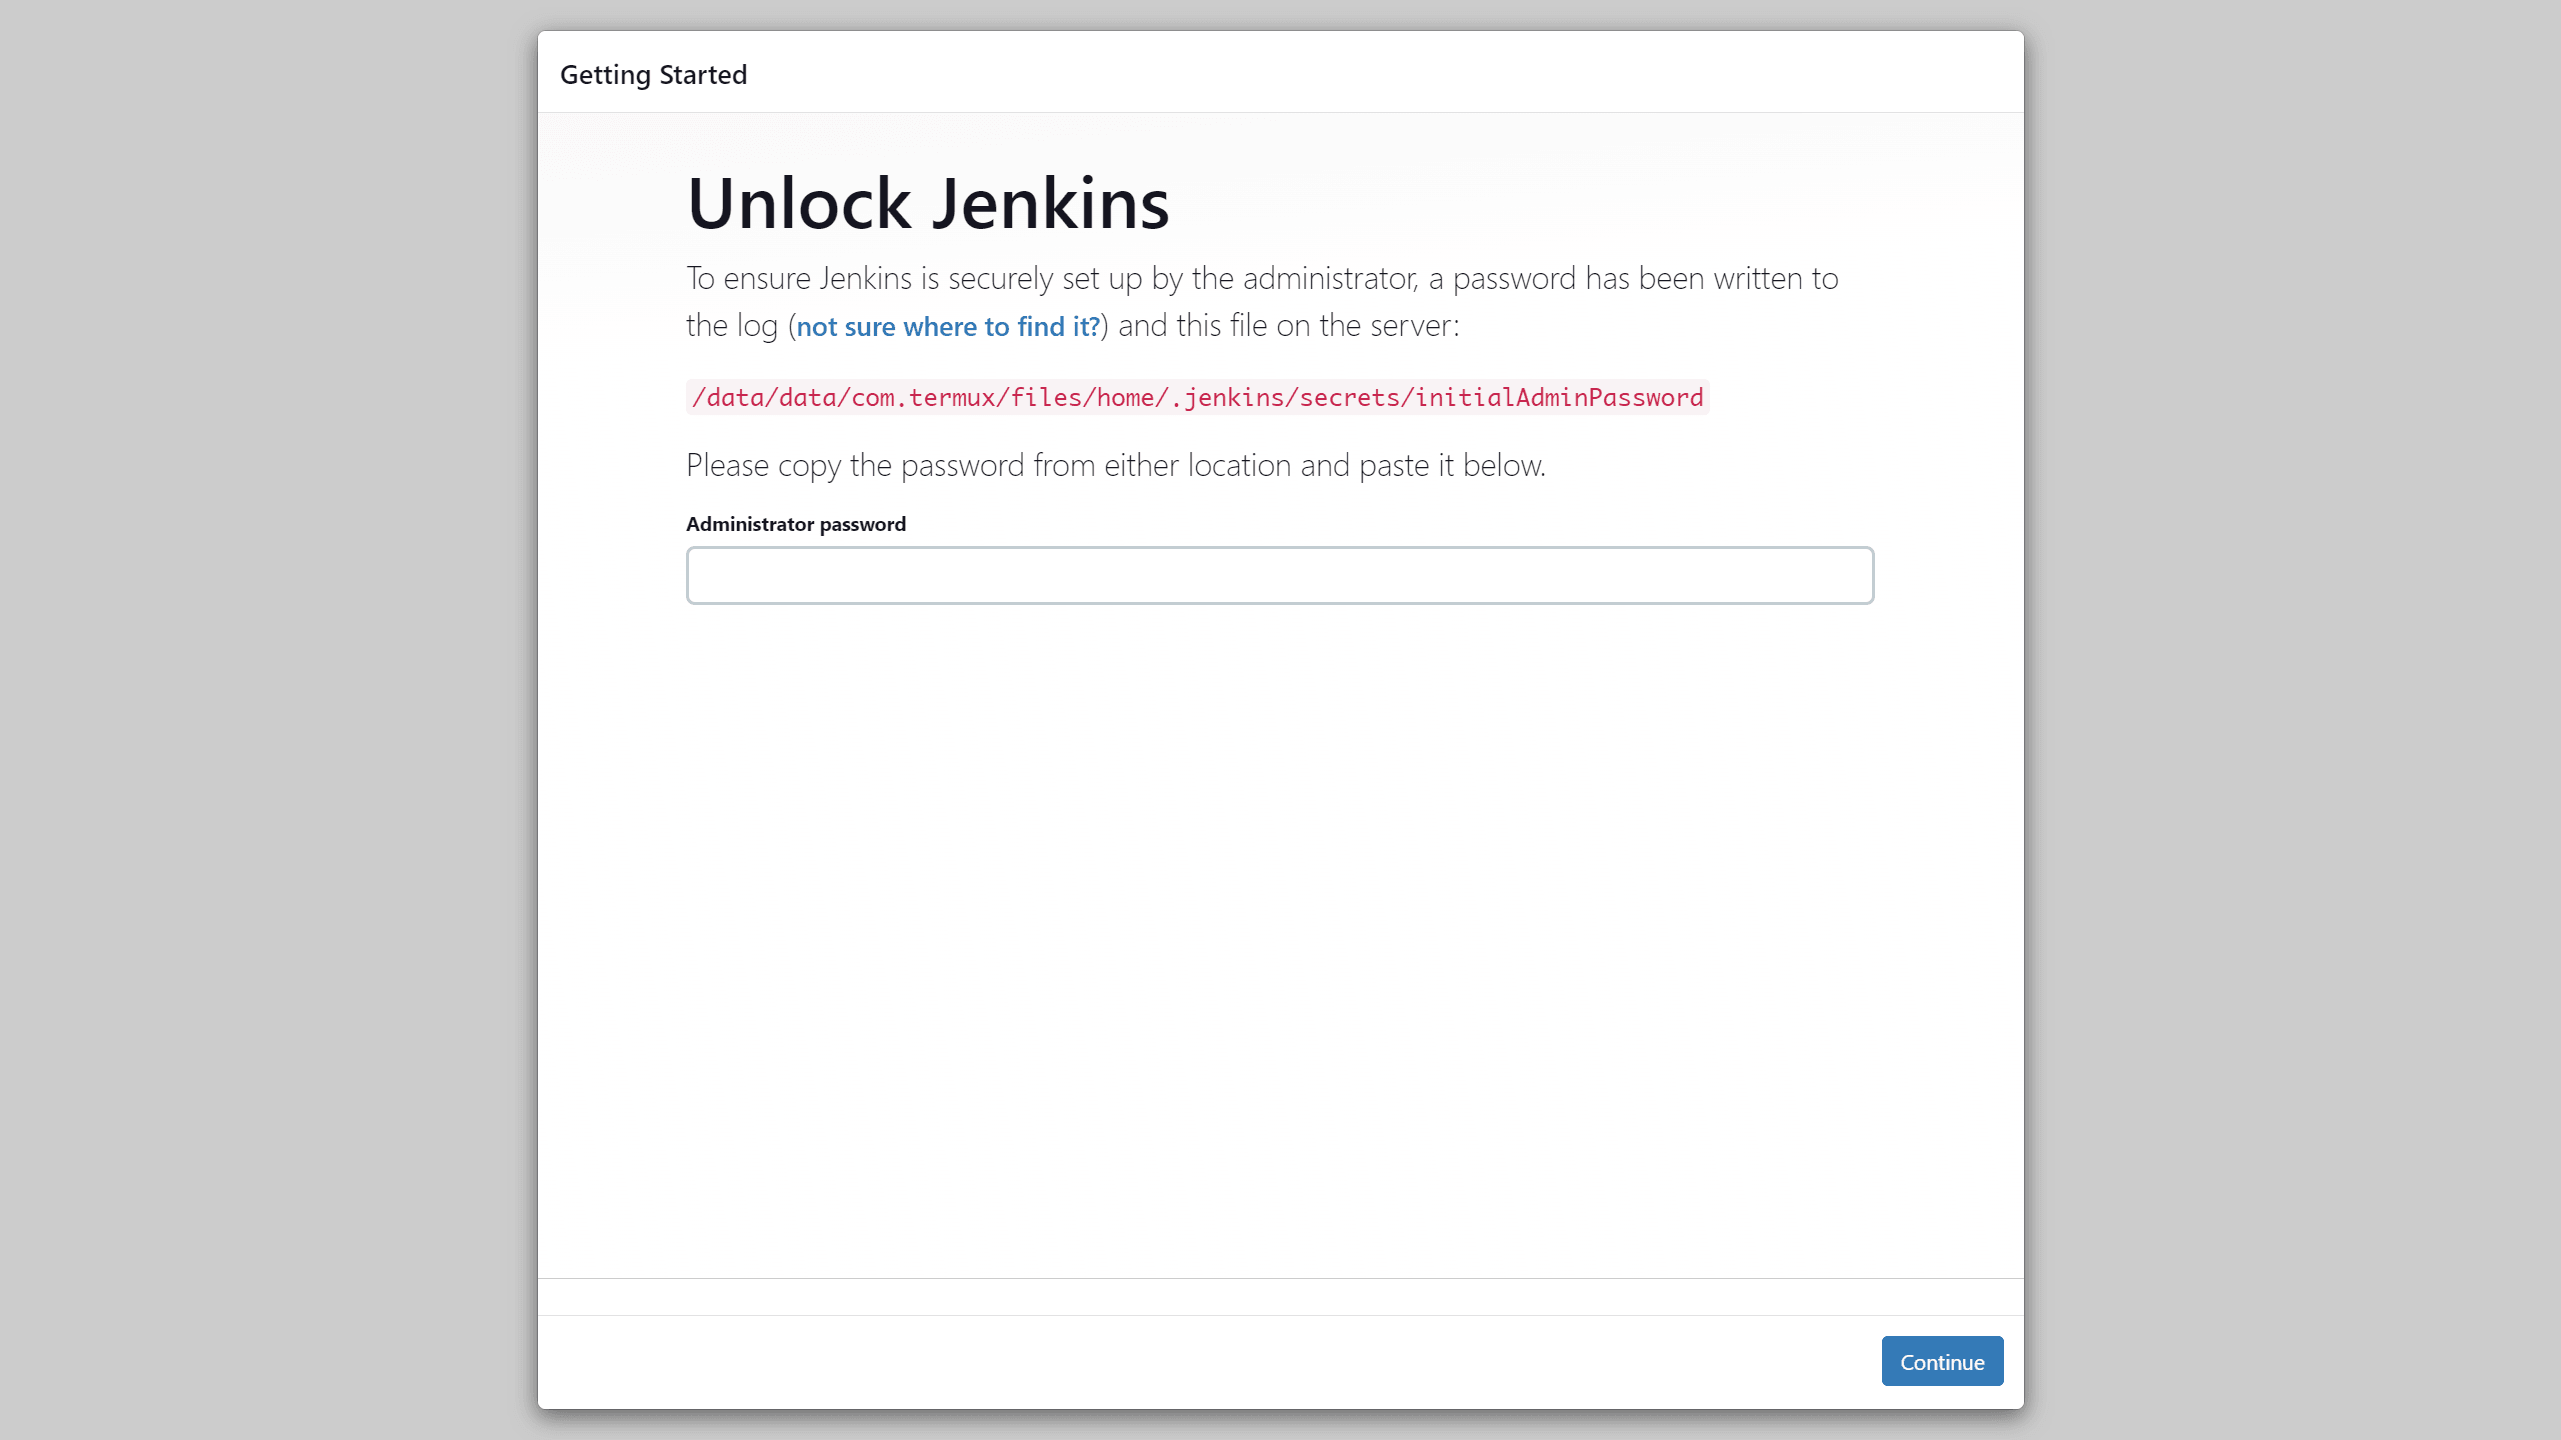 Getting Started
Unlock Jenkins
To ensure Jenkins is securely set up by the administrator, a password has been written to
the log (not sure where to find it?) and this file on the server:
/data/data/com.termux/files/home/.jenkins/secrets/initialAdminPassword
Please copy the password from either location and paste it below.
Administrator password
Continue